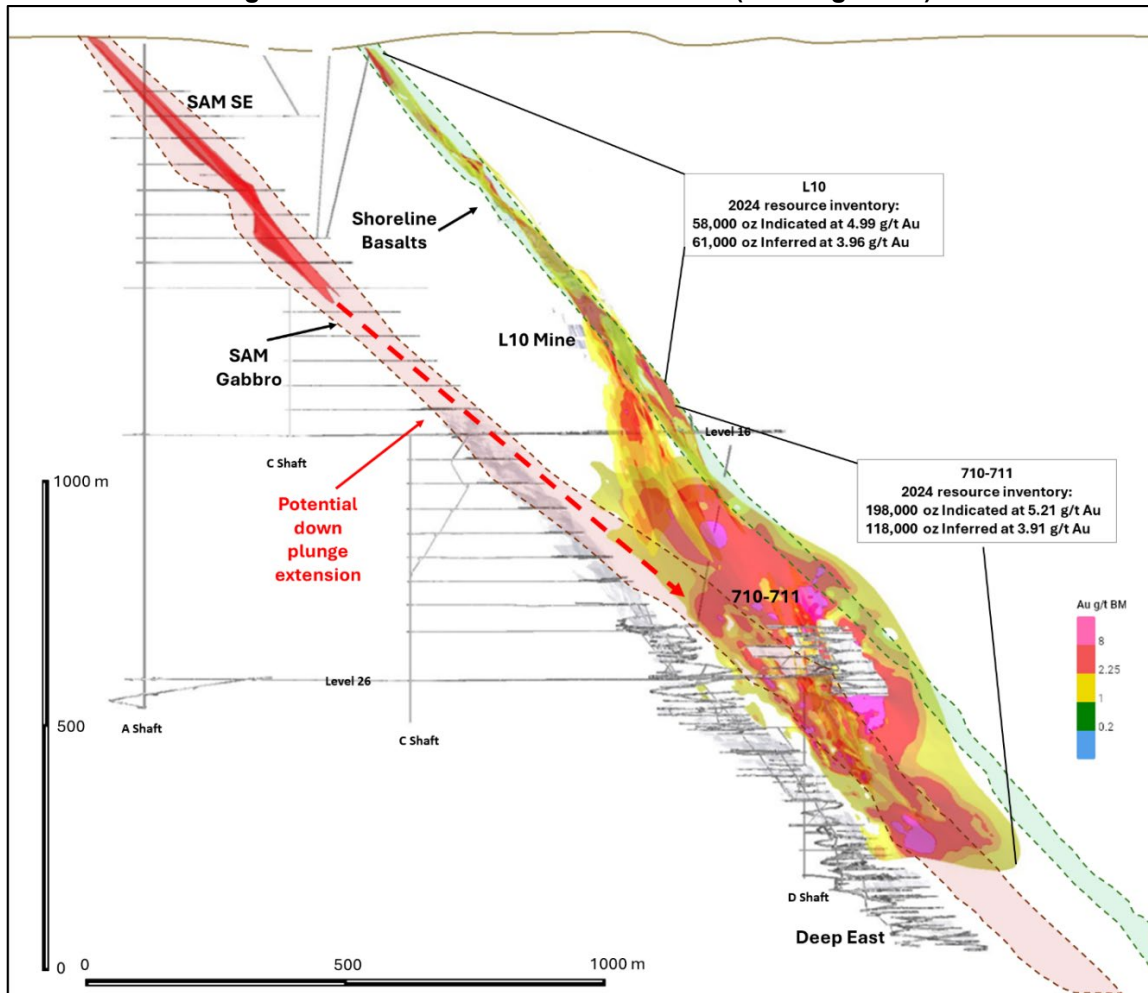 SAM SE
Shoreline
Basalts
L10
2024 resource inventory:
58,000 oz Indicated at 4.99 g/t Au
61,000 oz Inferred at 3.96 g/t Au
L10 Mine
SAM
Gabbro
Level 16
C Shaft
1000 m
Potential
down
plunge
extension
710-711
2024 resource inventory:
198,000 oz Indicated at 5.21 g/t Au
118,000 oz Inferred at 3.91 g/t Au
710-711
Au g/t BM
8
2.25
1
0.2
Level 26
A Shaft
C Shaft
500
D Shaft
Deep East
0
0
500
1000 m